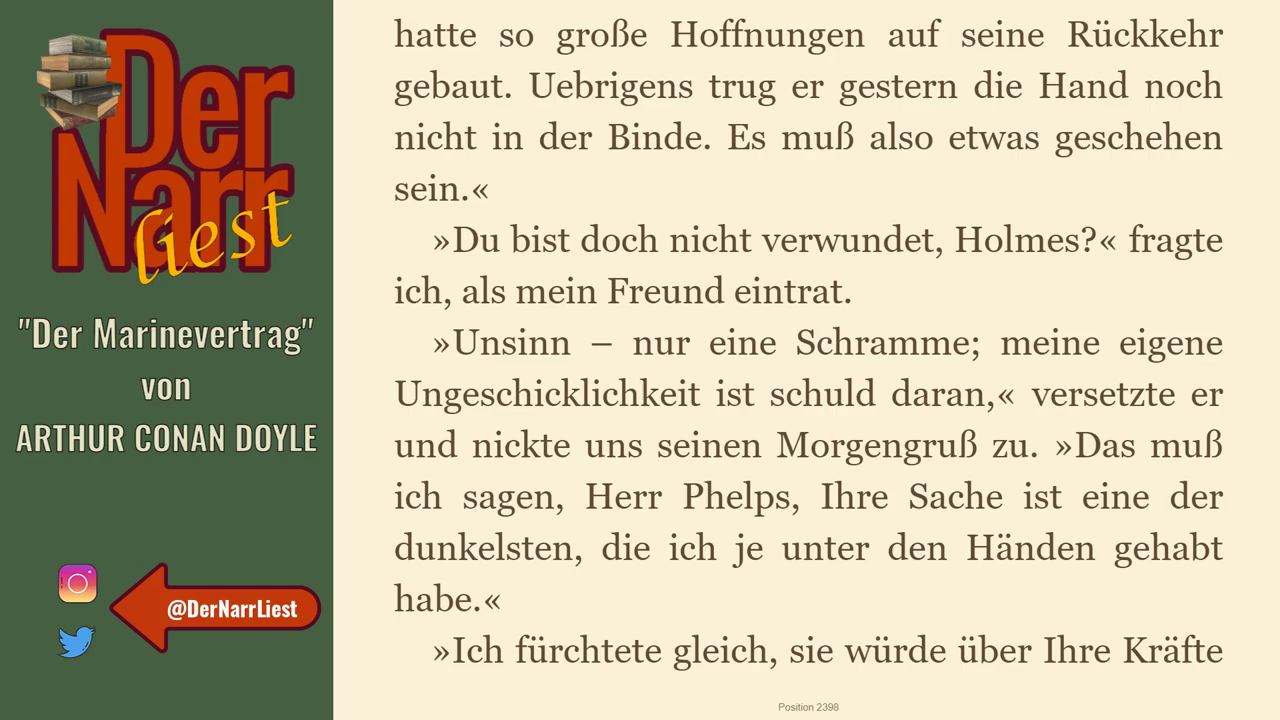 Der
Narr
liest
"Der Marinevertrag"
von
ARTHUR CONAN DOYLE
@DerNarrLiest
hatte so große Hoffnungen auf seine Rückkehr
gebaut. Uebrigens trug er gestern die Hand noch
nicht in der Binde. Es muß also etwas geschehen
sein.«
»Du bist doch nicht verwundet, Holmes?« fragte
ich, als mein Freund eintrat.
»Unsinn – nur eine Schramme; meine eigene
Ungeschicklichkeit ist schuld daran,« versetzte er
und nickte uns seinen Morgengruß zu. »Das muß
ich sagen, Herr Phelps, Ihre Sache ist eine der
dunkelsten, die ich je unter den Händen gehabt
habe.«
»Ich fürchtete gleich, sie würde über Ihre Kräfte
Position 2398